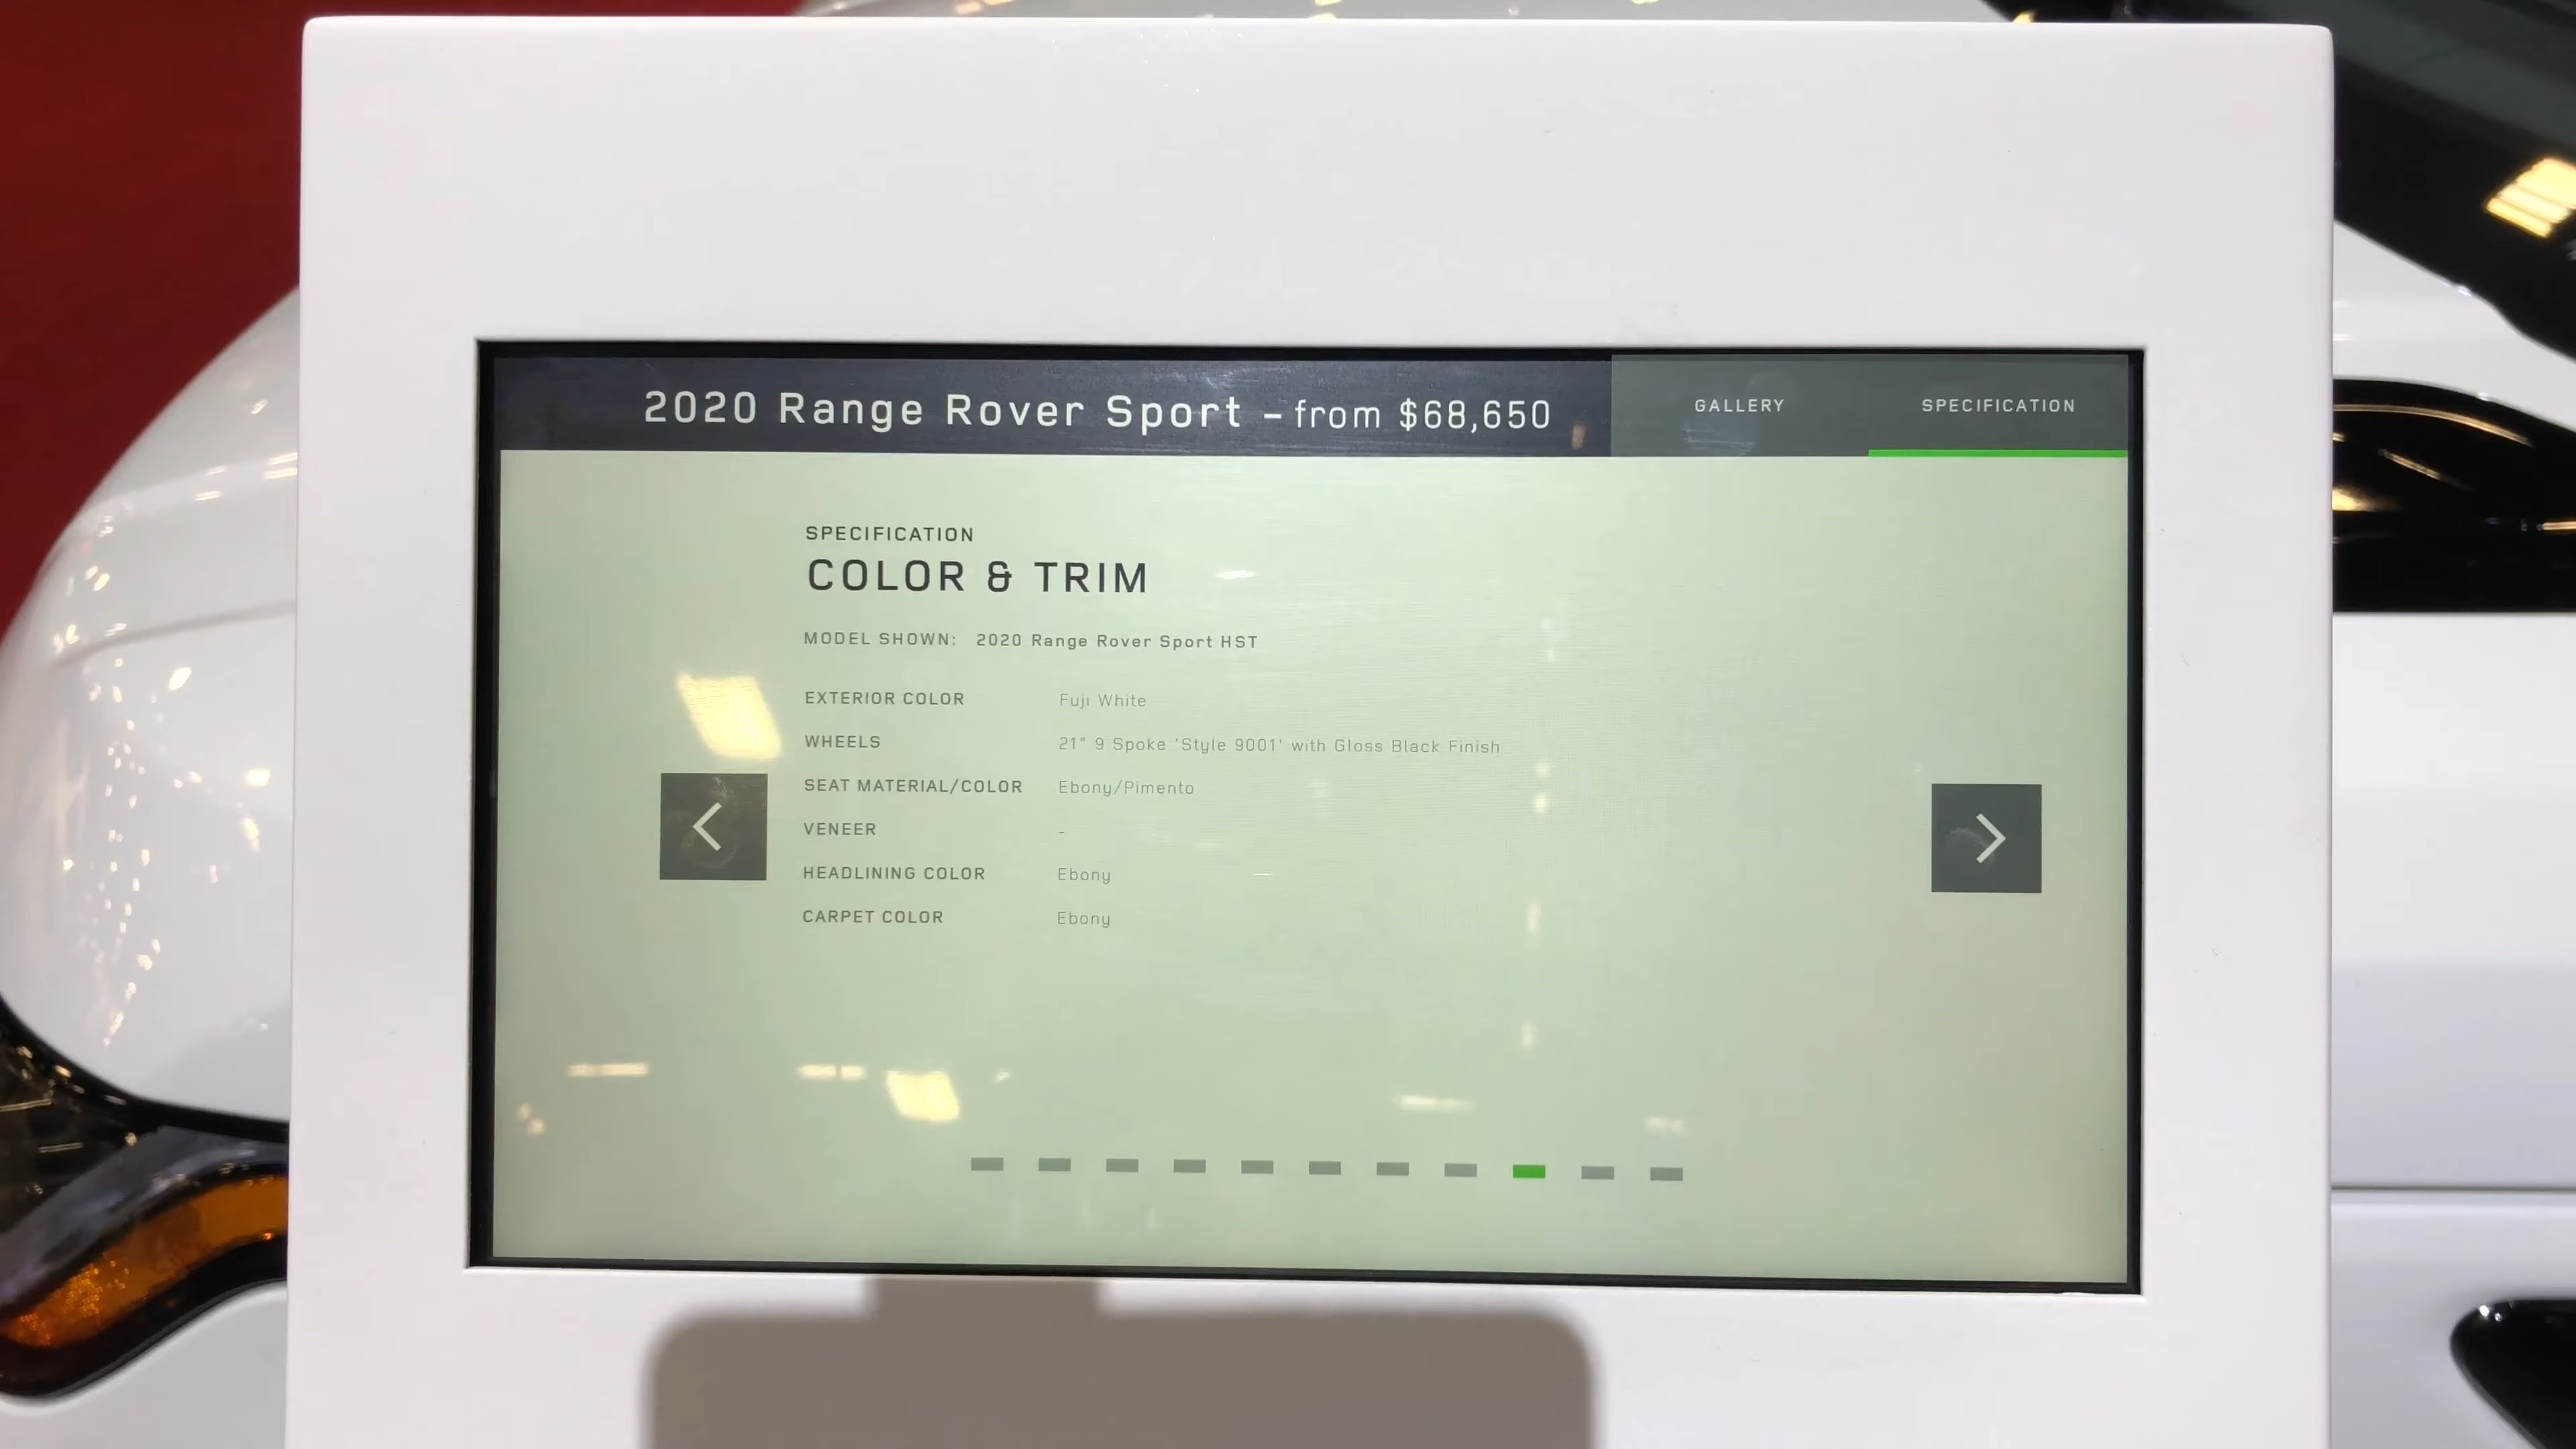 2020 Range Rover Sport – from $68,650
GALLERY
SPECIFICATION
SPECIFICATION
COLOR & TRIM
MODEL SHOWN: 2020 Range Rover Sport HST
EXTERIOR COLOR Fuji White
WHEELS 21" 9 Spoke 'Style 9001' with Gloss Black Finish
SEAT MATERIAL/COLOR Ebony/Pimento
VENEER -
HEADLINING COLOR Ebony
CARPET COLOR Ebony